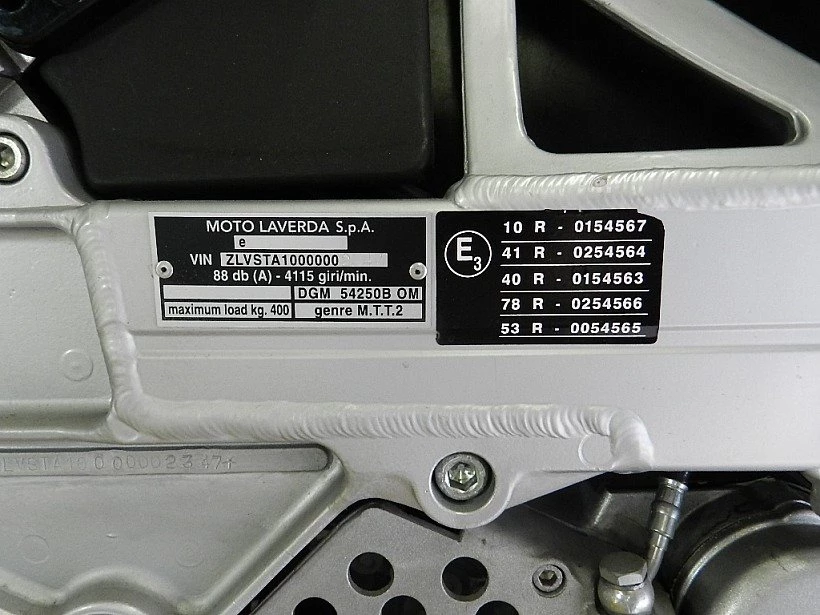 MOTO LAVERDA S.p.A.
e
VIN ZLVSTA1000000
88 db (A) - 4115 giri/min.
DGM 54250B OM
maximum load kg. 400 genre M.T.T.2
E3
10 R - 0154567
41 R - 0254564
40 R - 0154563
78 R - 0254566
53 R - 0054565